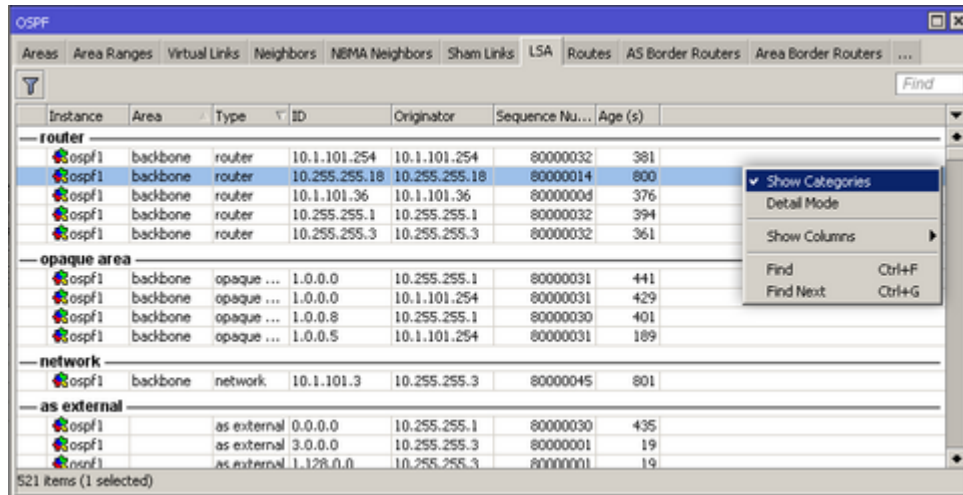 OSPF
Areas Area Ranges Virtual Links Neighbors NBMA Neighbors Sham Links LSA Routes AS Border Routers Area Border Routers ...
Find
Instance Area Type ID Originator Sequence Nu... Age (s)
router
ospf1 backbone router 10.1.101.254 10.1.101.254 80000032 381
ospf1 backbone router 10.255.255.18 10.255.255.18 80000014 800
ospf1 backbone router 10.1.101.36 10.1.101.36 8000000d 376
ospf1 backbone router 10.255.255.1 10.255.255.1 80000032 394
ospf1 backbone router 10.255.255.3 10.255.255.3 80000032 361
opaque area
ospf1 backbone opaque ... 1.0.0.0 10.255.255.1 80000031 441
ospf1 backbone opaque ... 1.0.0.0 10.1.101.254 80000031 429
ospf1 backbone opaque ... 1.0.0.8 10.255.255.1 80000030 401
ospf1 backbone opaque ... 1.0.0.5 10.1.101.254 80000031 189
network
ospf1 backbone network 10.1.101.3 10.255.255.3 80000045 801
as external
ospf1 as external 0.0.0.0 10.255.255.1 80000030 435
ospf1 as external 3.0.0.0 10.255.255.3 80000001 19
ospf1 as external 1.128.0.0 10.255.255.3 80000001 19
521 items (1 selected)
Show Categories
Detail Mode
Show Columns
Find Ctrl+F
Find Next Ctrl+G